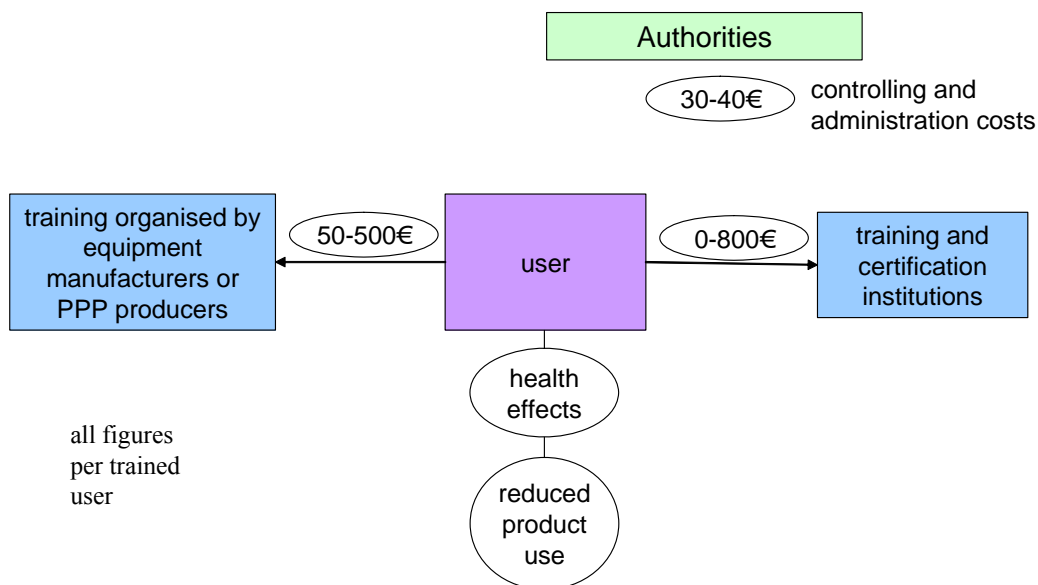 Authorities
30-40€
controlling and
administration costs
training organised by
equipment
manufacturers or
PPP producers
50-500€
user
0-800€
training and
certification
institutions
health
effects
all figures
per trained
user
reduced
product
use